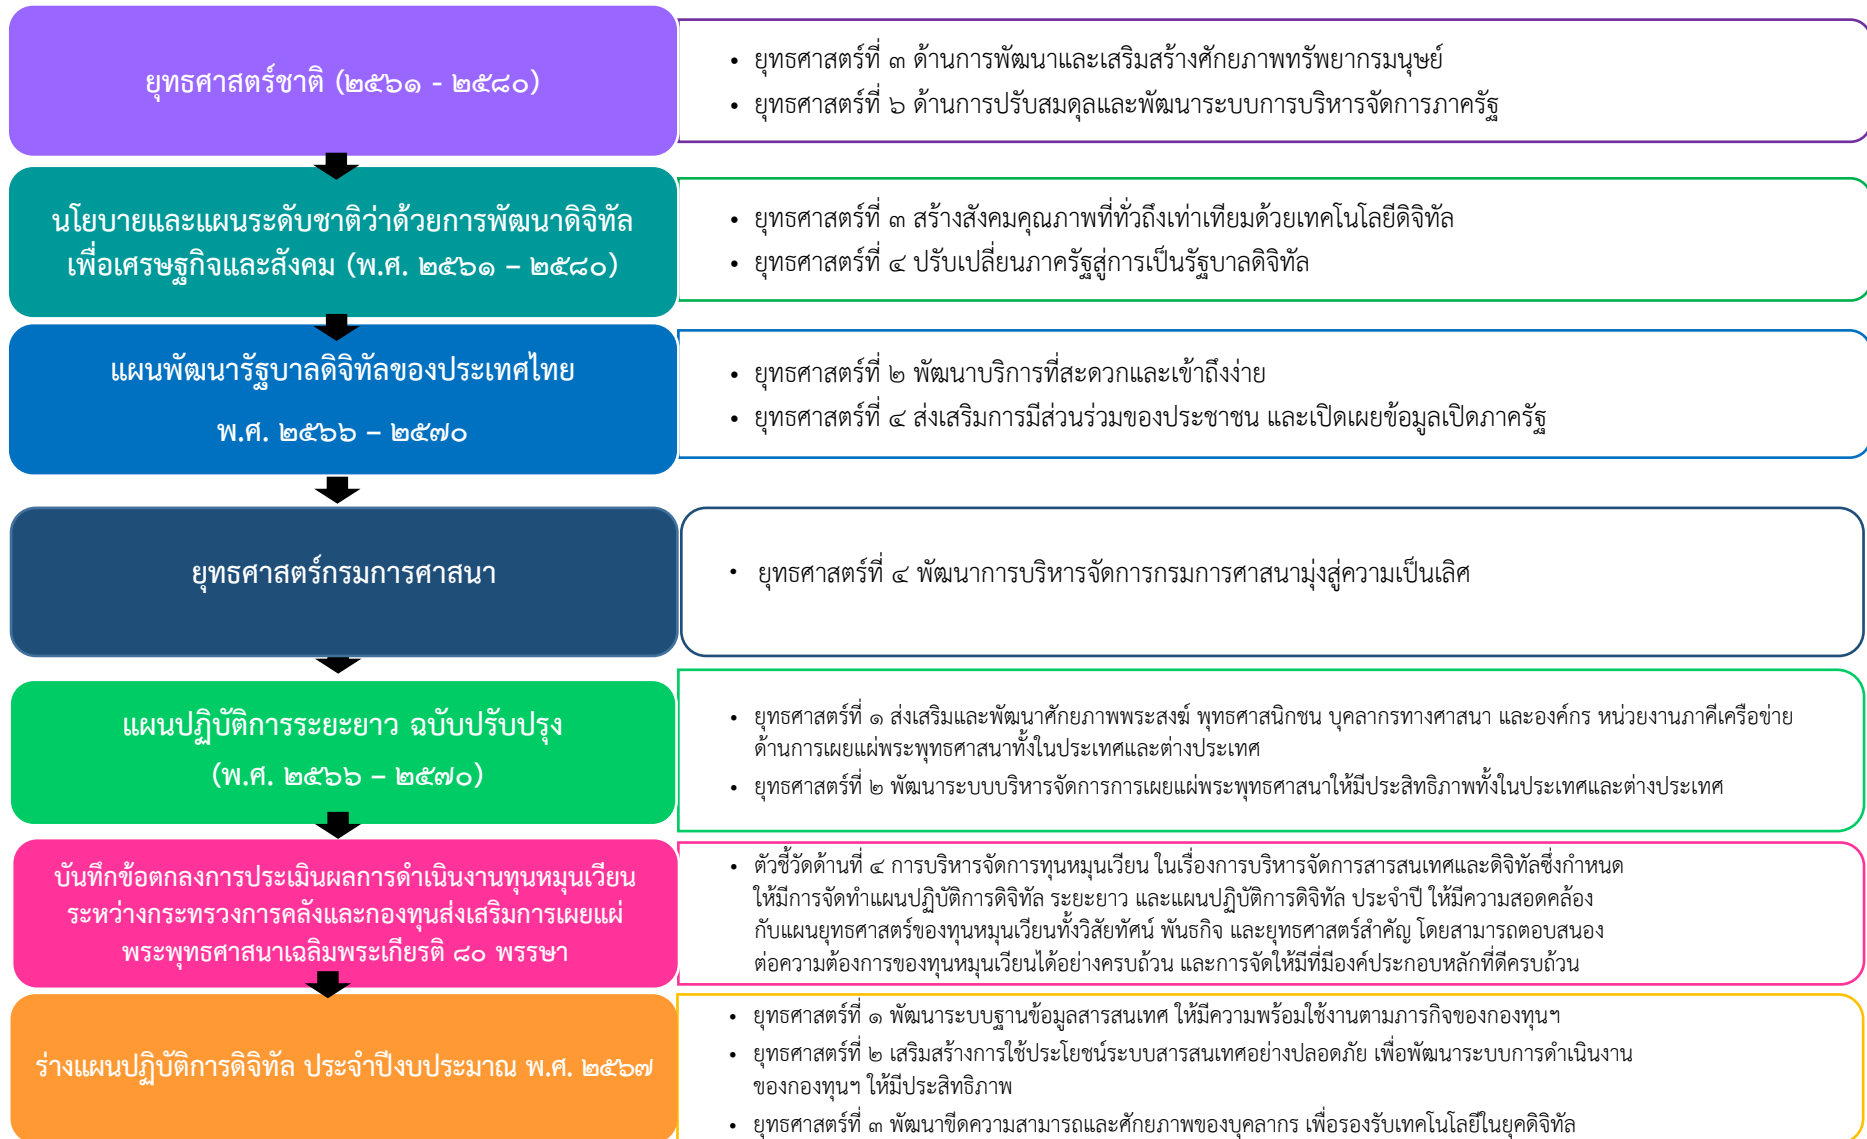 ยุทธศาสตร์ชาติ (๒๕๖๑ - ๒๕๘๐)
• ยุทธศาสตร์ที่ ๓ ด้านการพัฒนาและเสริมสร้างศักยภาพทรัพยากรมนุษย์
• ยุทธศาสตร์ที่ ๖ ด้านการปรับสมดุลและพัฒนาระบบการบริหารจัดการภาครัฐ
นโยบายและแผนระดับชาติว่าด้วยการพัฒนาดิจิทัล
เพื่อเศรษฐกิจและสังคม (พ.ศ. ๒๕๖๑ – ๒๕๘๐)
• ยุทธศาสตร์ที่ ๓ สร้างสังคมคุณภาพที่ทั่วถึงเท่าเทียมด้วยเทคโนโลยีดิจิทัล
• ยุทธศาสตร์ที่ ๔ ปรับเปลี่ยนภาครัฐสู่การเป็นรัฐบาลดิจิทัล
แผนพัฒนารัฐบาลดิจิทัลของประเทศไทย
พ.ศ. ๒๕๖๖ – ๒๕๗๐
• ยุทธศาสตร์ที่ ๒ พัฒนาบริการที่สะดวกและเข้าถึงง่าย
• ยุทธศาสตร์ที่ ๔ ส่งเสริมการมีส่วนร่วมของประชาชน และเปิดเผยข้อมูลเปิดภาครัฐ
ยุทธศาสตร์กรมการศาสนา
• ยุทธศาสตร์ที่ ๔ พัฒนาการบริหารจัดการกรมการศาสนามุ่งสู่ความเป็นเลิศ
แผนปฏิบัติการระยะยาว ฉบับปรับปรุง
(พ.ศ. ๒๕๖๖ – ๒๕๗๐)
• ยุทธศาสตร์ที่ ๑ ส่งเสริมและพัฒนาศักยภาพพระสงฆ์ พุทธศาสนิกชน บุคลากรทางศาสนา และองค์กร หน่วยงานภาคีเครือข่าย
ด้านการเผยแผ่พระพุทธศาสนาทั้งในประเทศและต่างประเทศ
• ยุทธศาสตร์ที่ ๒ พัฒนาระบบบริหารจัดการการเผยแผ่พระพุทธศาสนาให้มีประสิทธิภาพทั้งในประเทศและต่างประเทศ
บันทึกข้อตกลงการประเมินผลการดำเนินงานทุนหมุนเวียน
ระหว่างกระทรวงการคลังและกองทุนส่งเสริมการเผยแผ่
พระพุทธศาสนาเฉลิมพระเกียรติ ๘๐ พรรษา
• ตัวชี้วัดด้านที่ ๔ การบริหารจัดการทุนหมุนเวียน ในเรื่องการบริหารจัดการสารสนเทศและดิจิทัลซึ่งกำหนด
ให้มีการจัดทำแผนปฏิบัติการดิจิทัล ระยะยาว และแผนปฏิบัติการดิจิทัล ประจำปี ให้มีความสอดคล้อง
กับแผนยุทธศาสตร์ของทุนหมุนเวียนทั้งวิสัยทัศน์ พันธกิจ และยุทธศาสตร์สำคัญ โดยสามารถตอบสนอง
ต่อความต้องการของทุนหมุนเวียนได้อย่างครบถ้วน และการจัดให้มีที่มีองค์ประกอบหลักที่ดีครบถ้วน
ร่างแผนปฏิบัติการดิจิทัล ประจำปีงบประมาณ พ.ศ. ๒๕๖๗
• ยุทธศาสตร์ที่ ๑ พัฒนาระบบฐานข้อมูลสารสนเทศ ให้มีความพร้อมใช้งานตามภารกิจของกองทุนฯ
• ยุทธศาสตร์ที่ ๒ เสริมสร้างการใช้ประโยชน์ระบบสารสนเทศอย่างปลอดภัย เพื่อพัฒนาระบบการดำเนินงาน
ของกองทุนฯ ให้มีประสิทธิภาพ
• ยุทธศาสตร์ที่ ๓ พัฒนาขีดความสามารถและศักยภาพของบุคลากร เพื่อรองรับเทคโนโลยีในยุคดิจิทัล